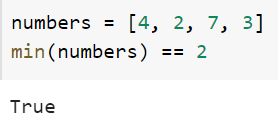 numbers = [4, 2, 7, 3]
min(numbers) == 2
True